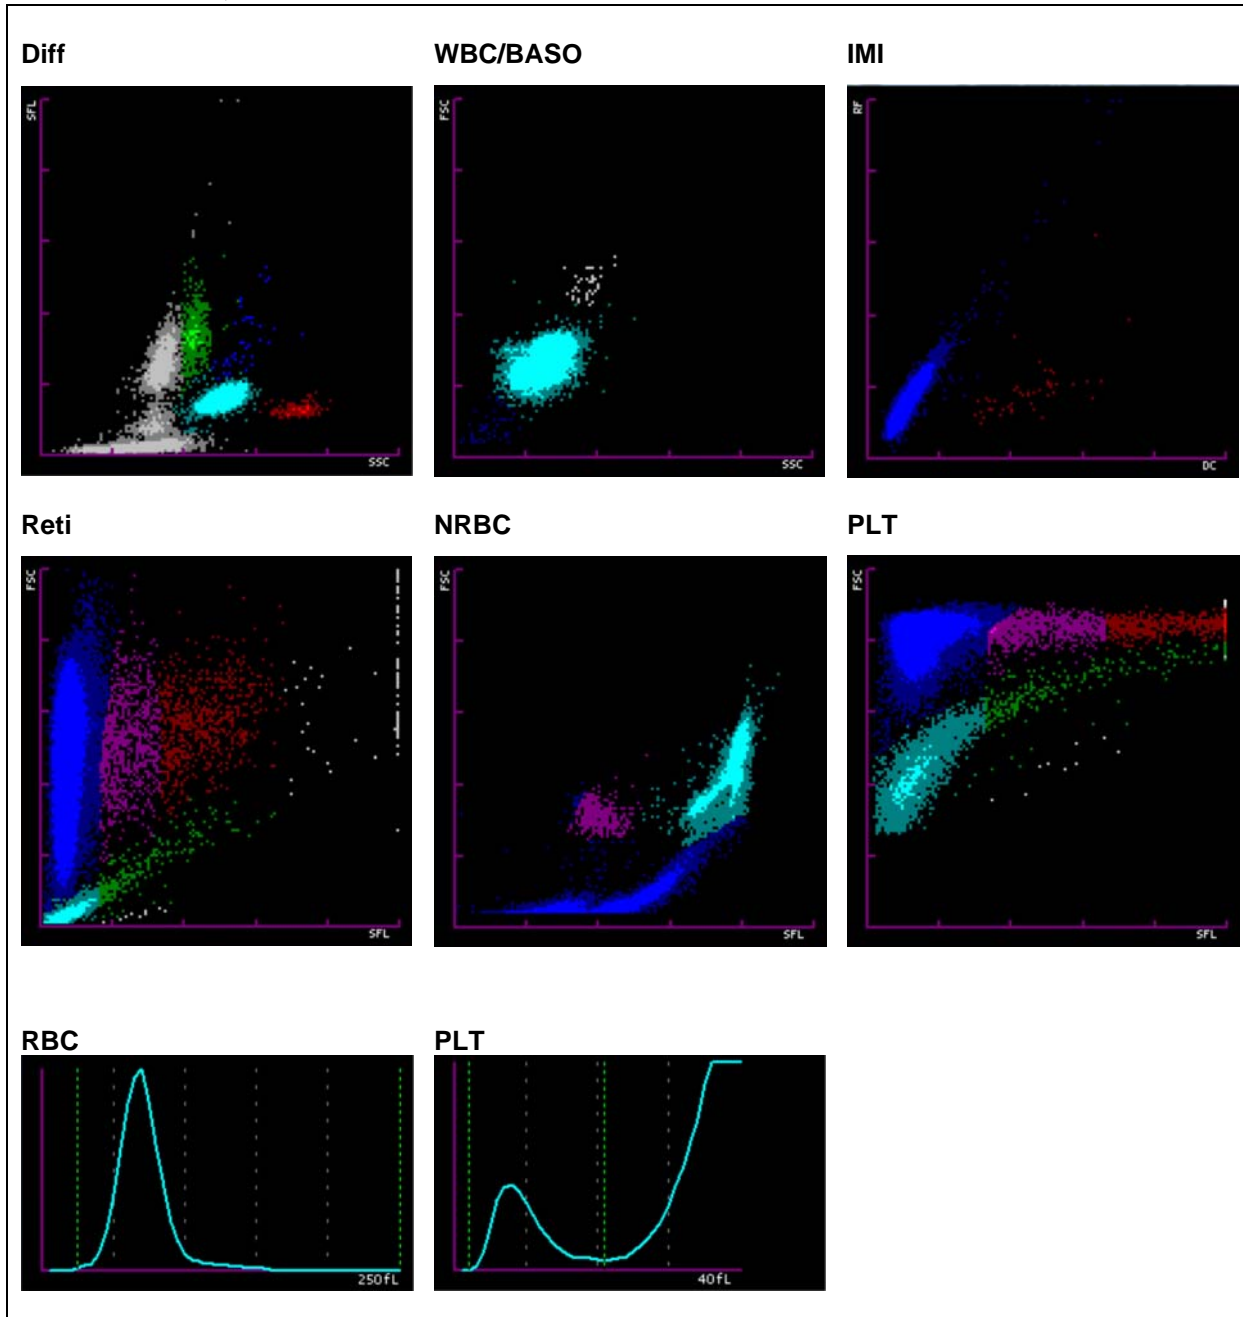 Diff WBC/BASO IMI
SFL FSC RF
SSC SSC DC
Reti NRBC PLT
FSC FSC
SFL SFL SFL
RBC PLT
250fL 40fL